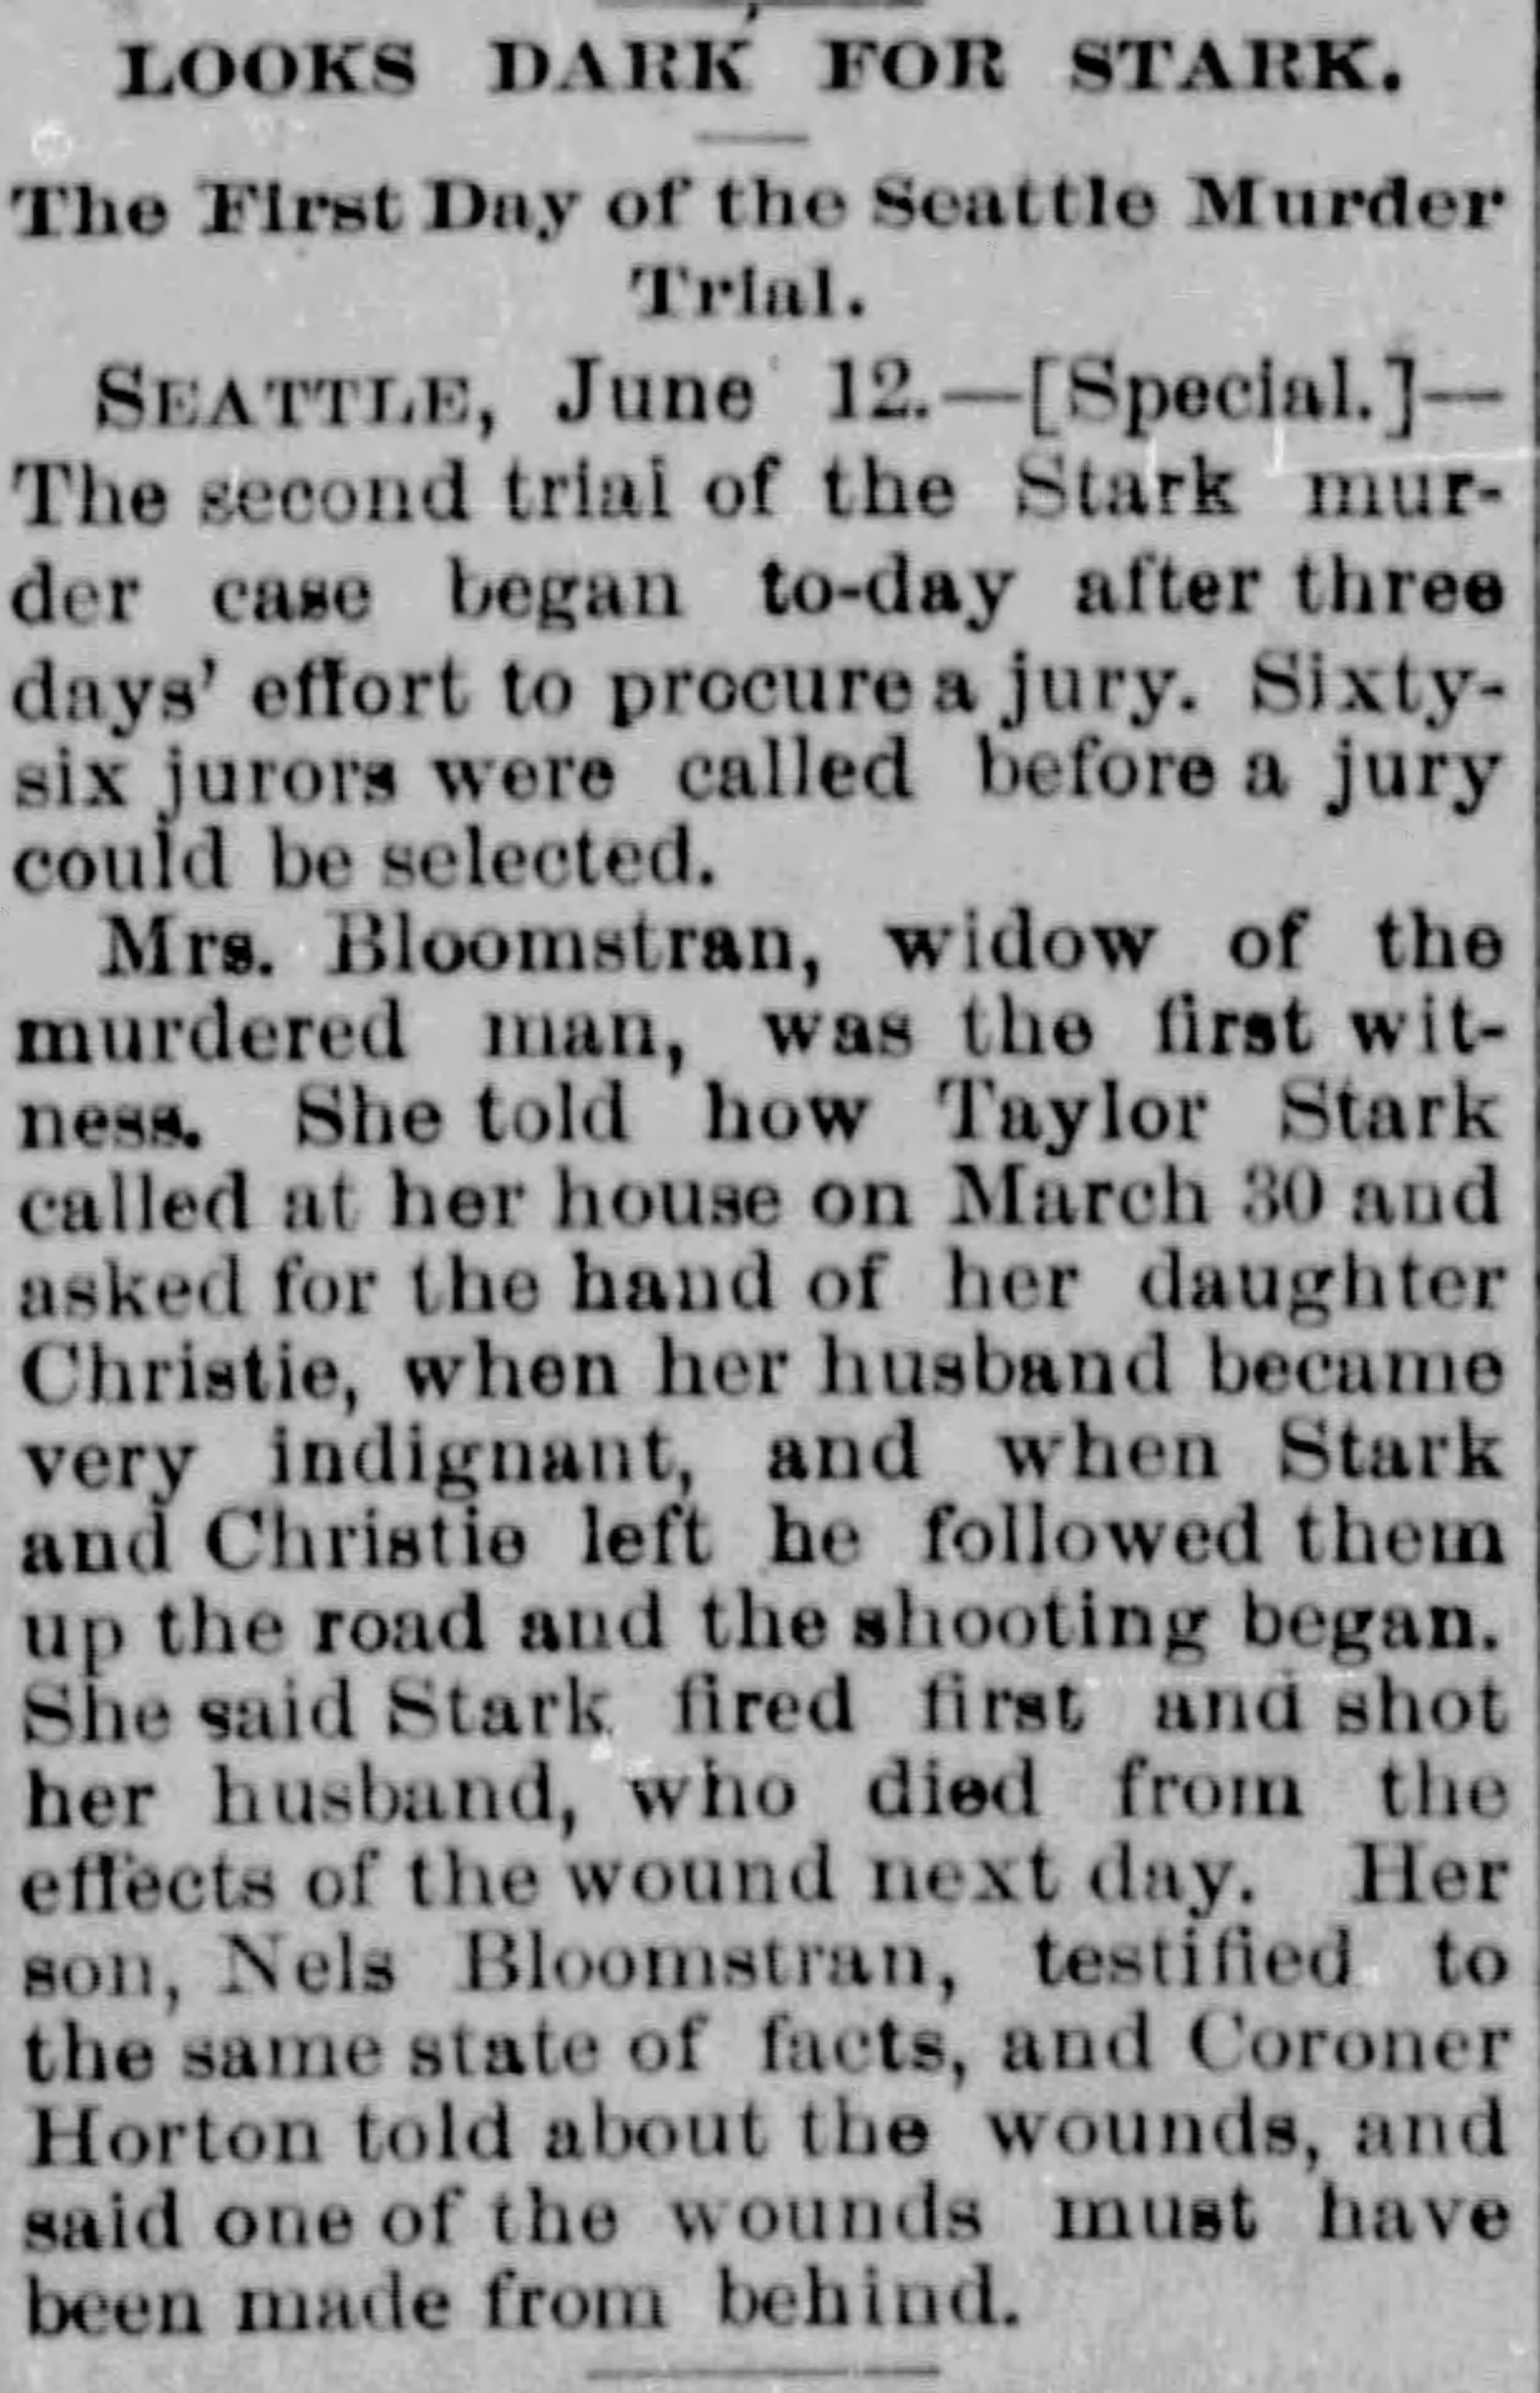 LOOKS DARK FOR STARK.
The First Day of the Seattle Murder
Trial.
SEATTLE, June 12.—[Special.]—
The second trial of the Stark mur-
der case began to-day after three
days' effort to procure a jury. Sixty-
six jurors were called before a jury
could be selected.
Mrs. Bloomstran, widow of the
murdered man, was the first wit-
ness. She told how Taylor Stark
called at her house on March 30 and
asked for the hand of her daughter
Christie, when her husband became
very indignant, and when Stark
and Christie left he followed them
up the road and the shooting began.
She said Stark fired first and shot
her husband, who died from the
effects of the wound next day. Her
son, Nels Bloomstran, testified to
the same state of facts, and Coroner
Horton told about the wounds, and
said one of the wounds must have
been made from behind.